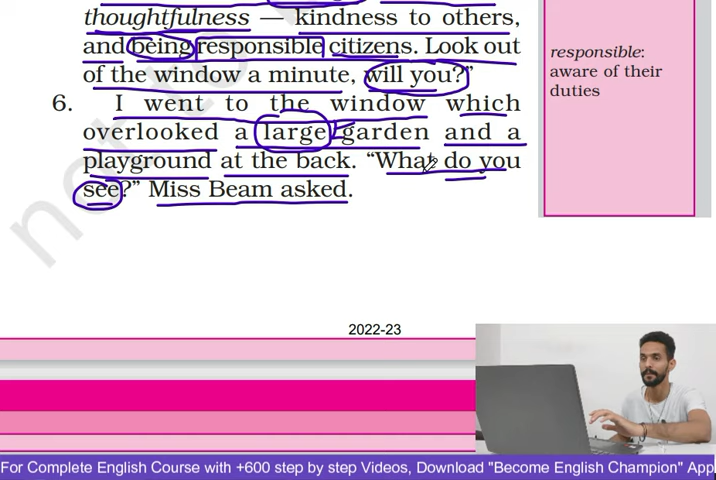 thoughtfulness — kindness to others,
and being responsible citizens. Look out
of the window a minute, will you?"
6. I went to the window which
overlooked a large garden and a
playground at the back. "What do you
see?" Miss Beam asked.
responsible:
aware of their
duties
not to
2022-23
For Complete English Course with +600 step by step Videos, Download "Become English Champion" App